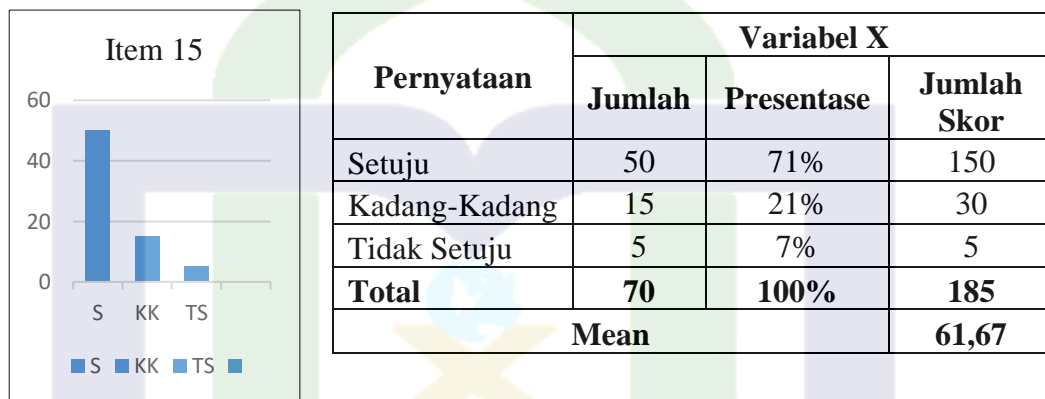 Item 15
60
40
20
0
S KK TS
S KK TS
Pernyataan Variabel X
Jumlah Presentase Jumlah Skor
Setuju 50 71% 150
Kadang-Kadang 15 21% 30
Tidak Setuju 5 7% 5
Total 70 100% 185
Mean 61,67